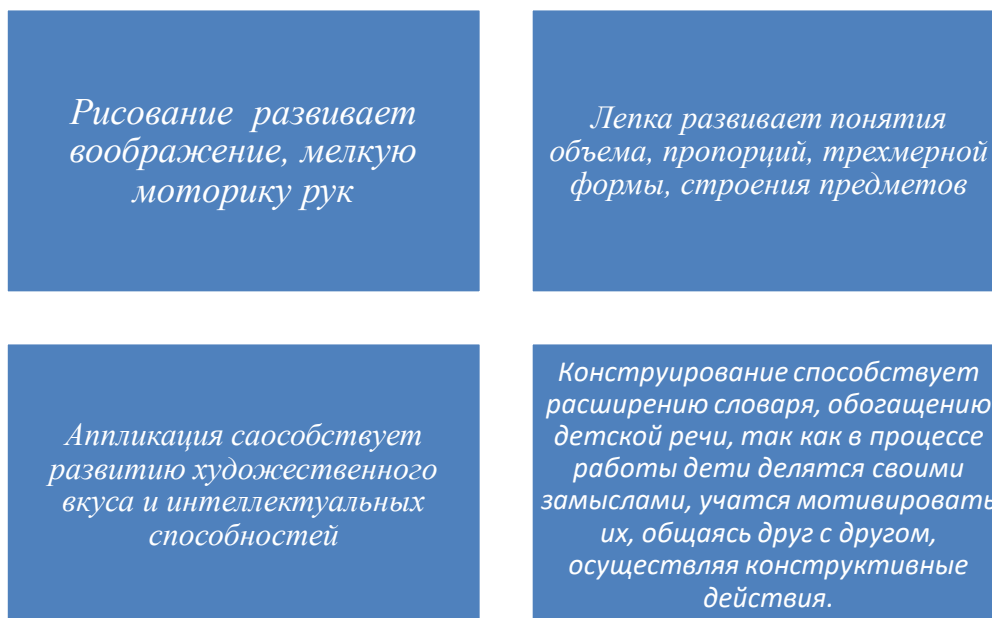 Рисование развивает
воображение, мелкую
моторику рук
Лепка развивает понятия
объема, пропорций, трехмерной
формы, строения предметов
Аппликация саособствует
развитию художественного
вкуса и интеллектуальных
способностей
Конструирование способствует
расширению словаря, обогащению
детской речи, так как в процессе
работы дети делятся своими
замыслами, учатся мотивировать
их, общаясь друг с другом,
осуществляя конструктивные
действия.